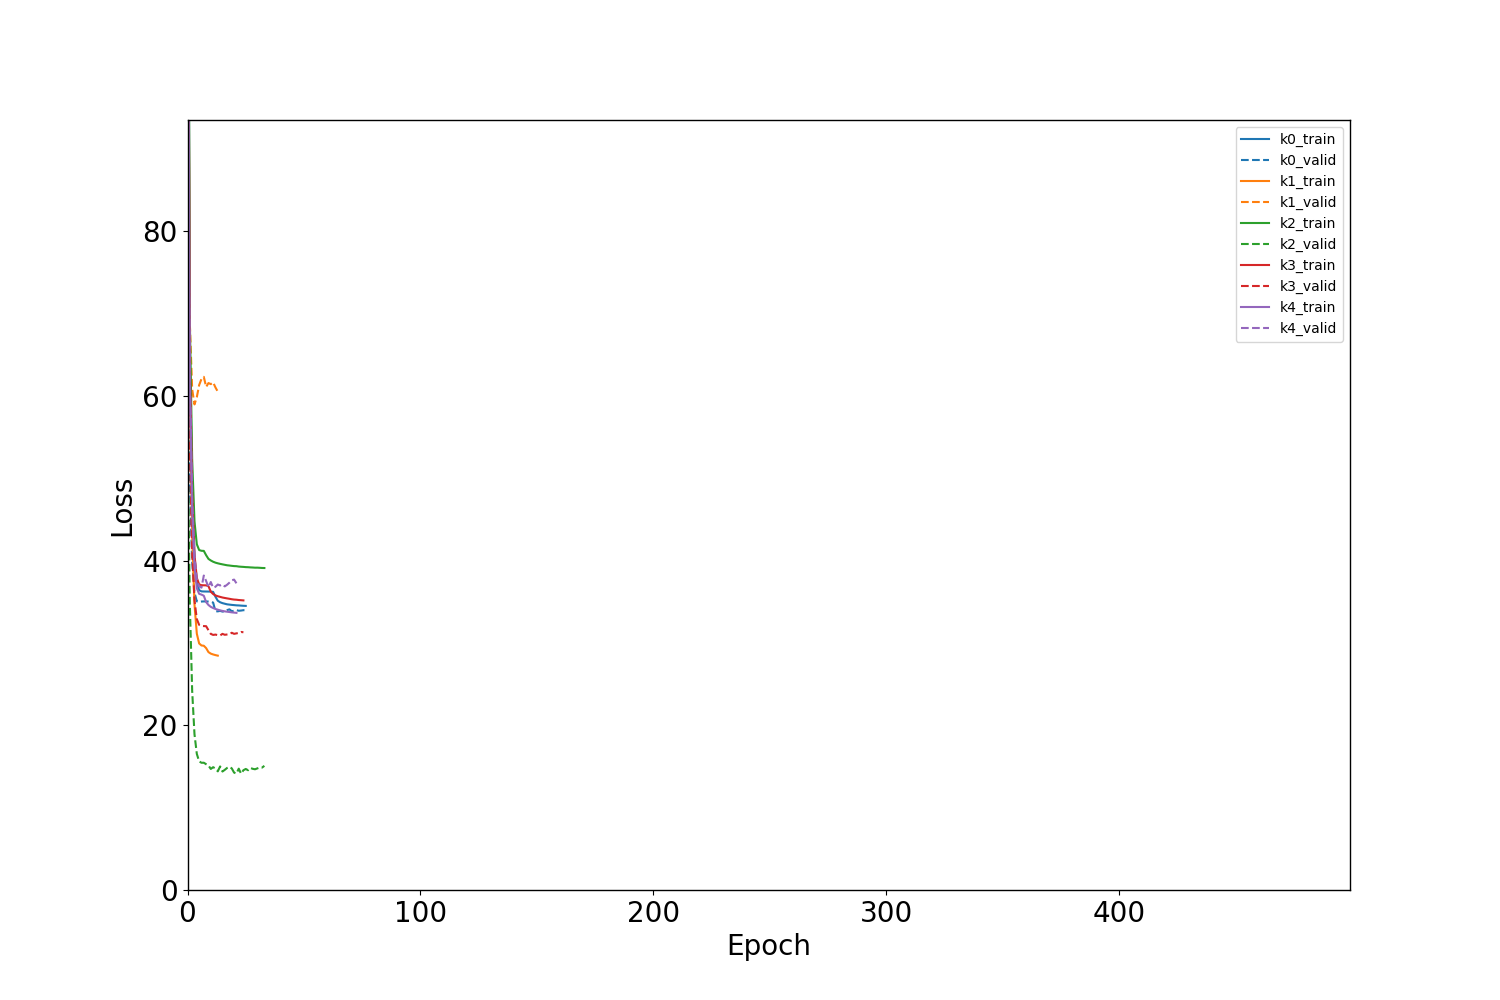 k0_train
k0_valid
k1_train
k1_valid
k2_train
k2_valid
k3_train
k3_valid
k4_train
k4_valid
80
60
40
20
0
Loss
0 100 200 300 400
Epoch